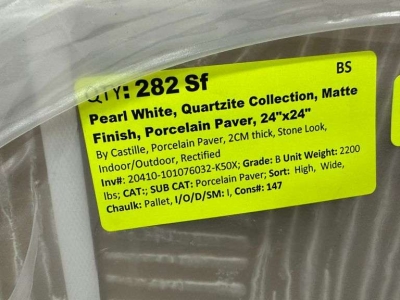 QTY: 282 Sf
BS
Pearl White, Quartzite Collection, Matte
Finish, Porcelain Paver, 24"x24"
By Castille, Porcelain Paver, 2CM thick, Stone Look,
Indoor/Outdoor, Rectified
Inv#: 20410-101076032-K50X; Grade: B Unit Weight: 2200
lbs; CAT:; SUB CAT: Porcelain Paver; Sort: High, Wide,
Chaulk: Pallet, I/O/D/SM: I, Cons#: 147